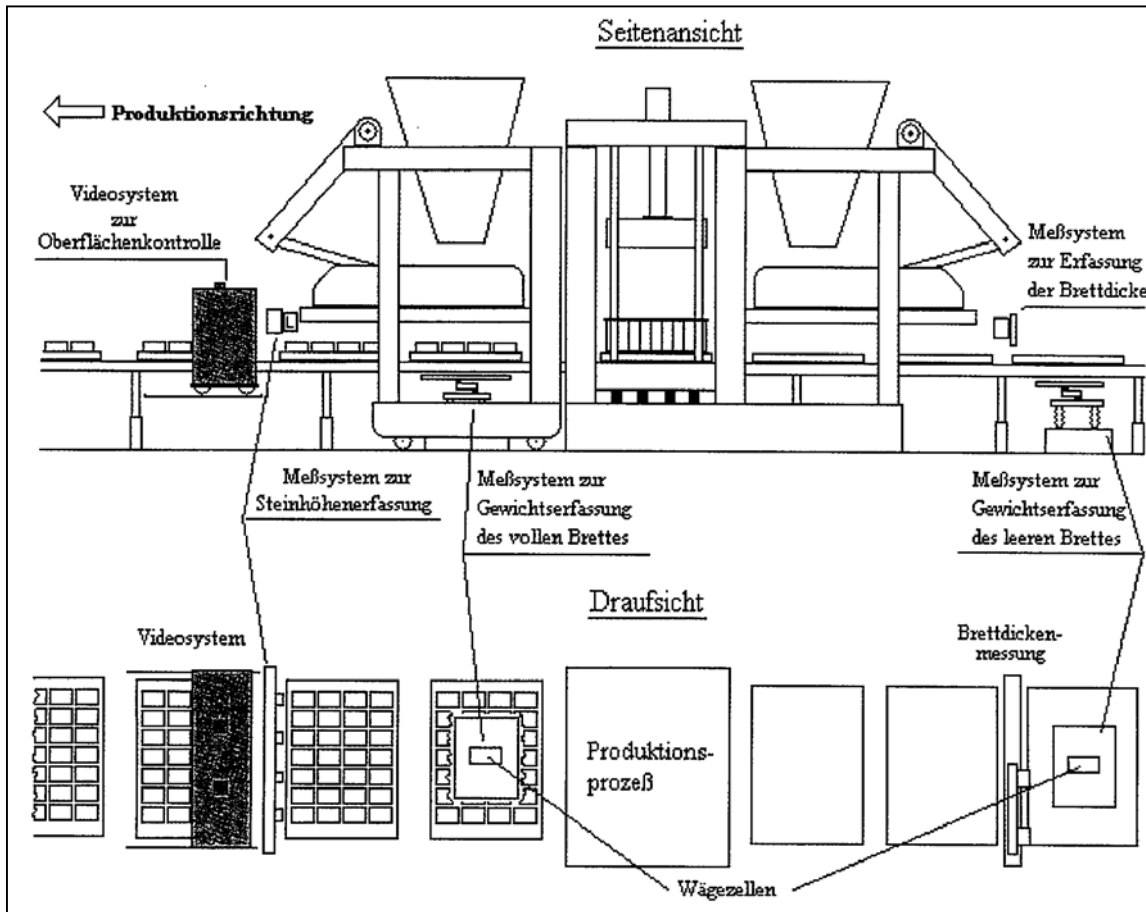 Seitenansicht
Produktionsrichtung
Videosystem
zur
Oberflächenkontrolle
Meßsystem
zur Erfassung
der Brettdicke
Meßsystem zur
Steinhöhenerfassung
Meßsystem zur
Gewichtserfassung
des vollen Brettes
Meßsystem zur
Gewichtserfassung
des leeren Brettes
Draufsicht
Videosystem
Brettdicken-
messung
Produktions-
prozeß
Wägezellen